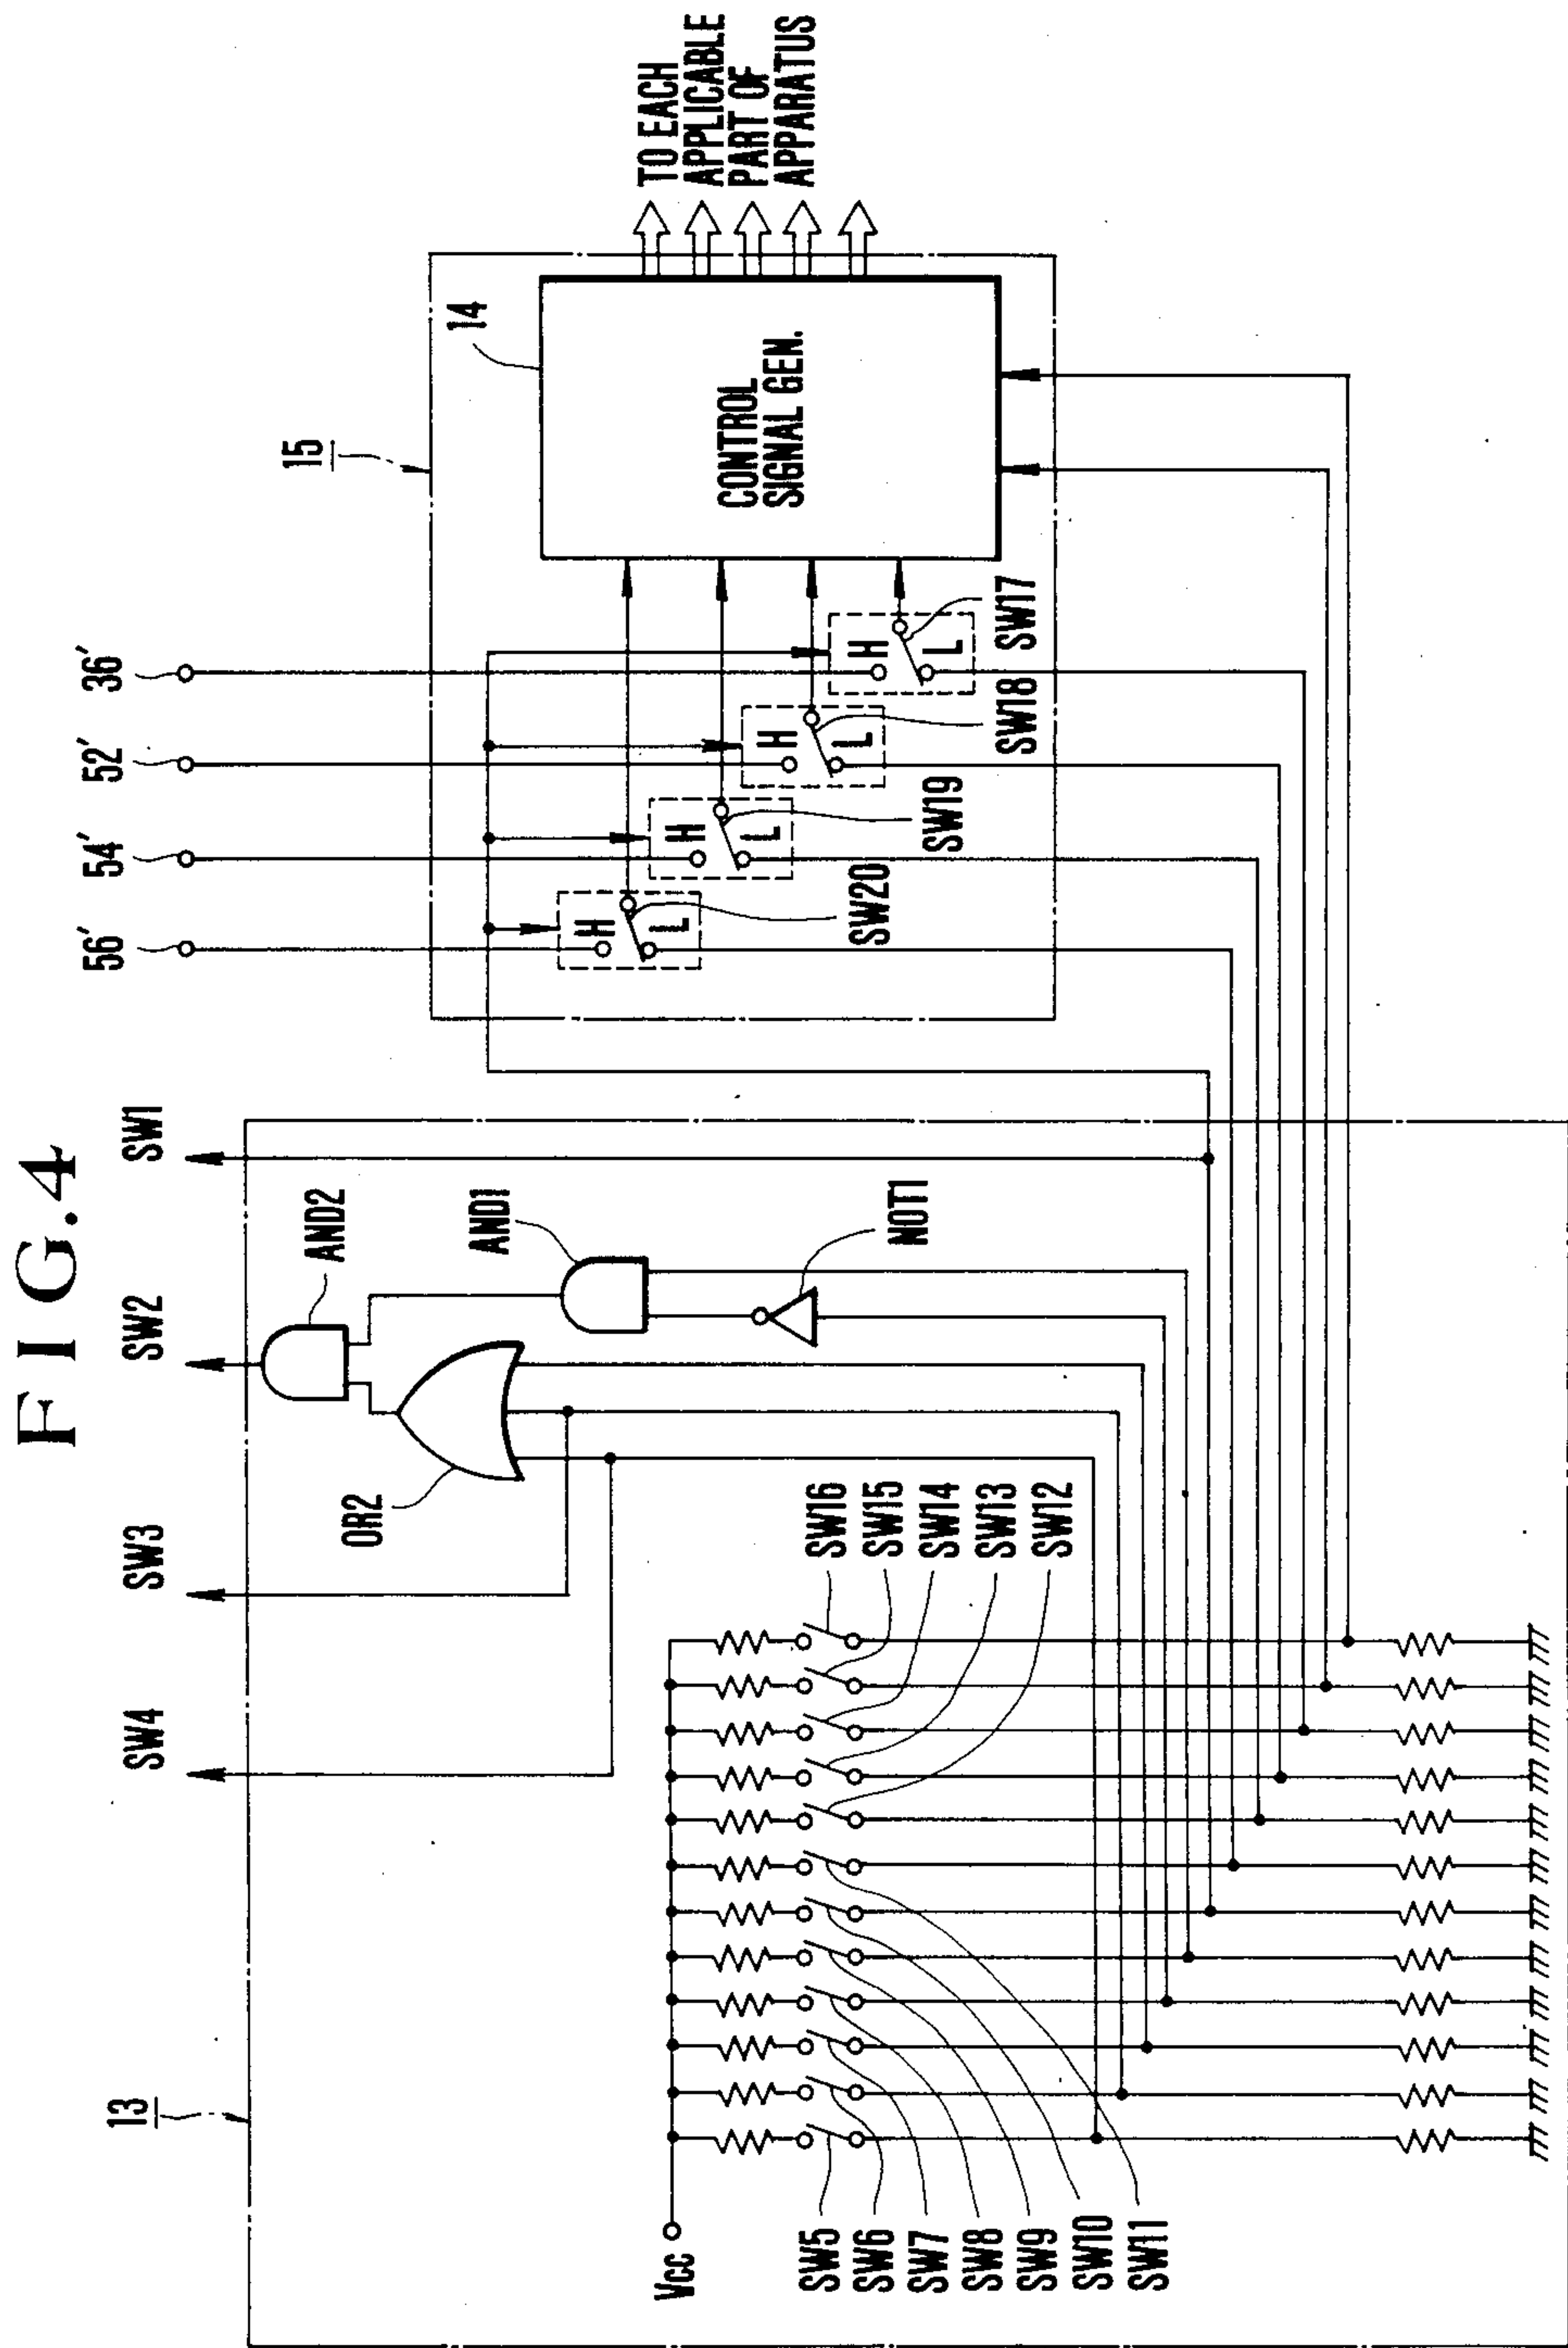 FIG.4
SW4
SW3
SW2
SW1
56′
54′
52′
36′
13
OR2
AND2
AND1
NOT1
15
14
CONTROL
SIGNAL GEN.
TO EACH
APPLICABLE
PART OF
APPARATUS
H
L
SW20
H
L
SW19
H
L
SW18
H
L
SW17
Vcc
SW5
SW6
SW7
SW8
SW9
SW10
SW11
SW16
SW15
SW14
SW13
SW12